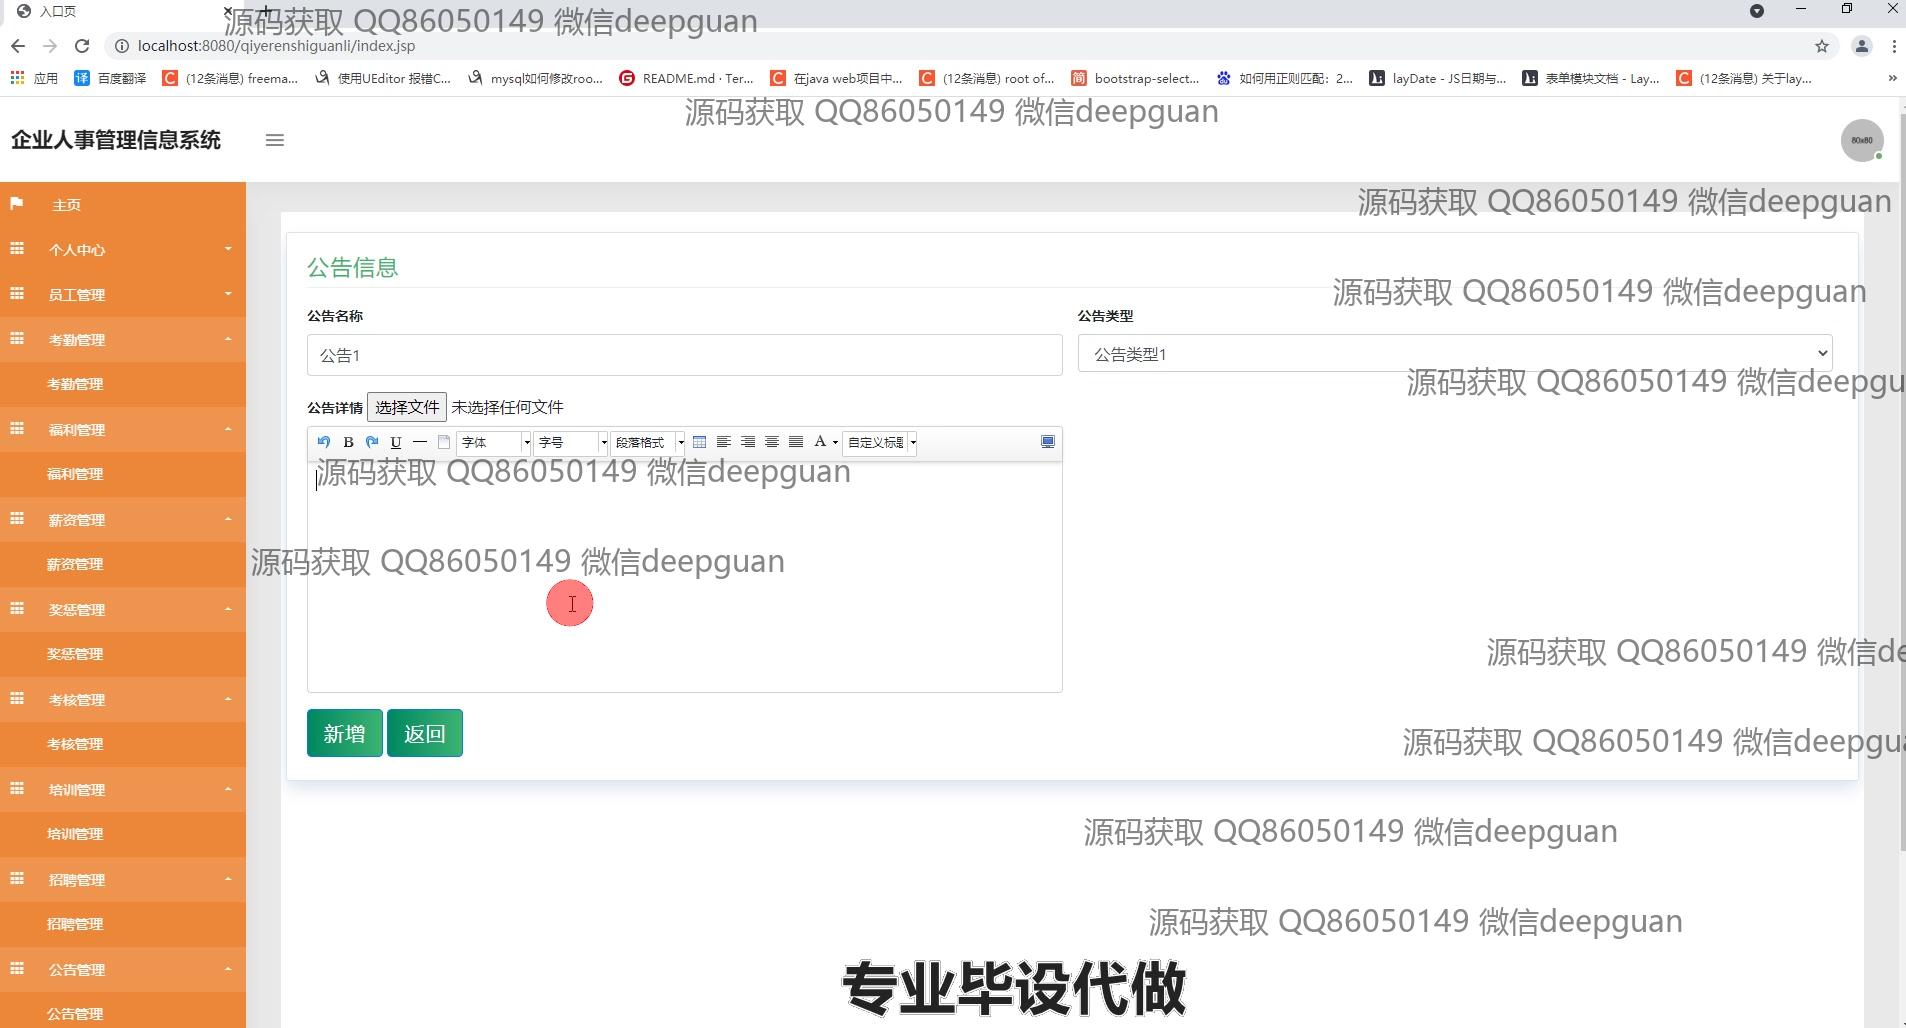 入口页
源码获取 QQ86050149 微信deepguan
localhost:8080/qiyerenshiguanli/index.jsp
应用 百度翻译 (12条消息) freema... 使用UEditor 报错C... mysql如何修改roo... README.md · Ter... 在java web项目中... (12条消息) root of... bootstrap-select... 如何用正则匹配：2... layDate - JS日期与... 表单模块文档 - Lay... (12条消息) 关于lay... »
源码获取 QQ86050149 微信deepguan
企业人事管理信息系统
80x80
主页
源码获取 QQ86050149 微信deepguan
个人中心
公告信息
员工管理
源码获取 QQ86050149 微信deepguan
公告名称 公告类型
考勤管理
公告1 公告类型1
考勤管理
源码获取 QQ86050149 微信deepgu
公告详情 选择文件 未选择任何文件
福利管理
B U 字体 字号 段落格式 A 自定义标题
福利管理
源码获取 QQ86050149 微信deepguan
薪资管理
薪资管理
源码获取 QQ86050149 微信deepguan
奖惩管理
奖惩管理
源码获取 QQ86050149 微信de
考核管理
新增 返回
考核管理
源码获取 QQ86050149 微信deepgu
培训管理
培训管理
源码获取 QQ86050149 微信deepguan
招聘管理
招聘管理
源码获取 QQ86050149 微信deepguan
公告管理
专业毕设代做
公告管理